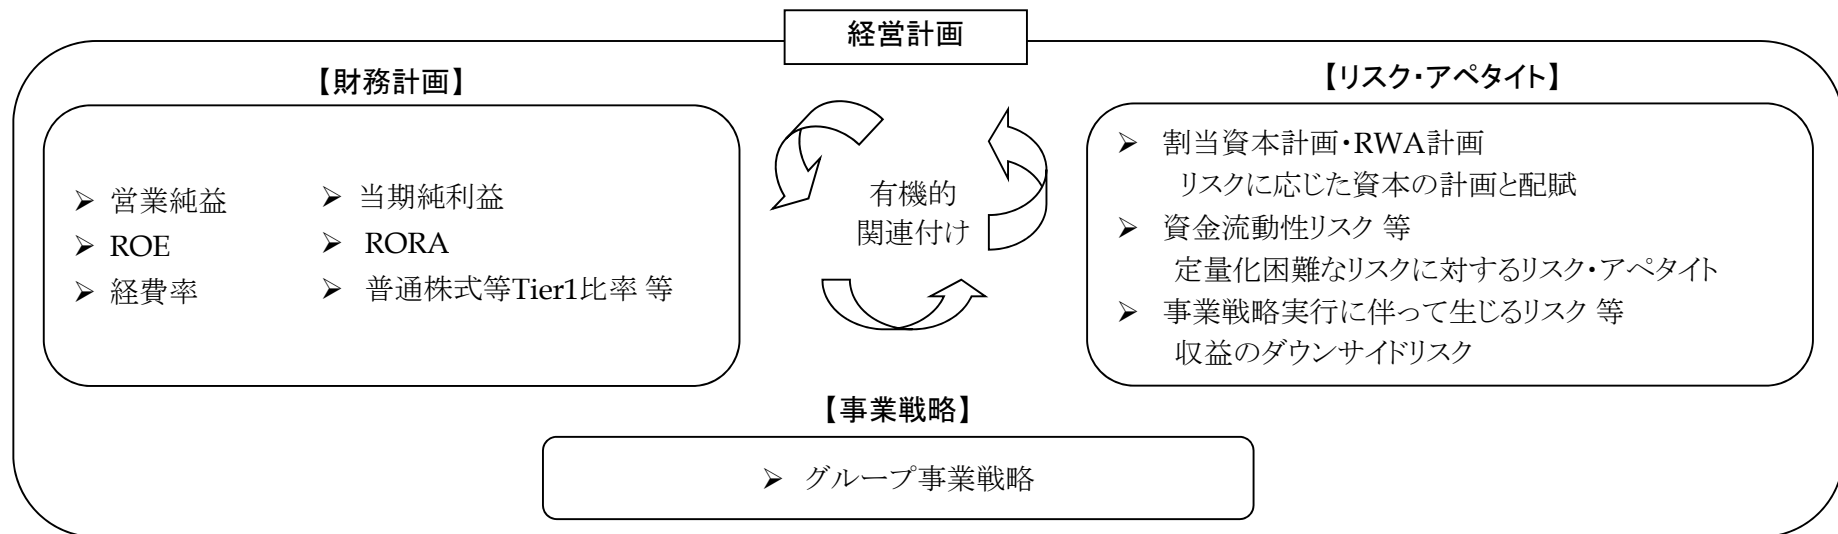 経営計画
【財務計画】
➢ 営業純益
➢ ROE
➢ 経費率
➢ 当期純利益
➢ RORA
➢ 普通株式等Tier1比率 等
有機的
関連付け
【リスク・アペタイト】
➢ 割当資本計画・RWA計画
リスクに応じた資本の計画と配賦
➢ 資金流動性リスク 等
定量化困難なリスクに対するリスク・アペタイト
➢ 事業戦略実行に伴って生じるリスク 等
収益のダウンサイドリスク
【事業戦略】
➢ グループ事業戦略